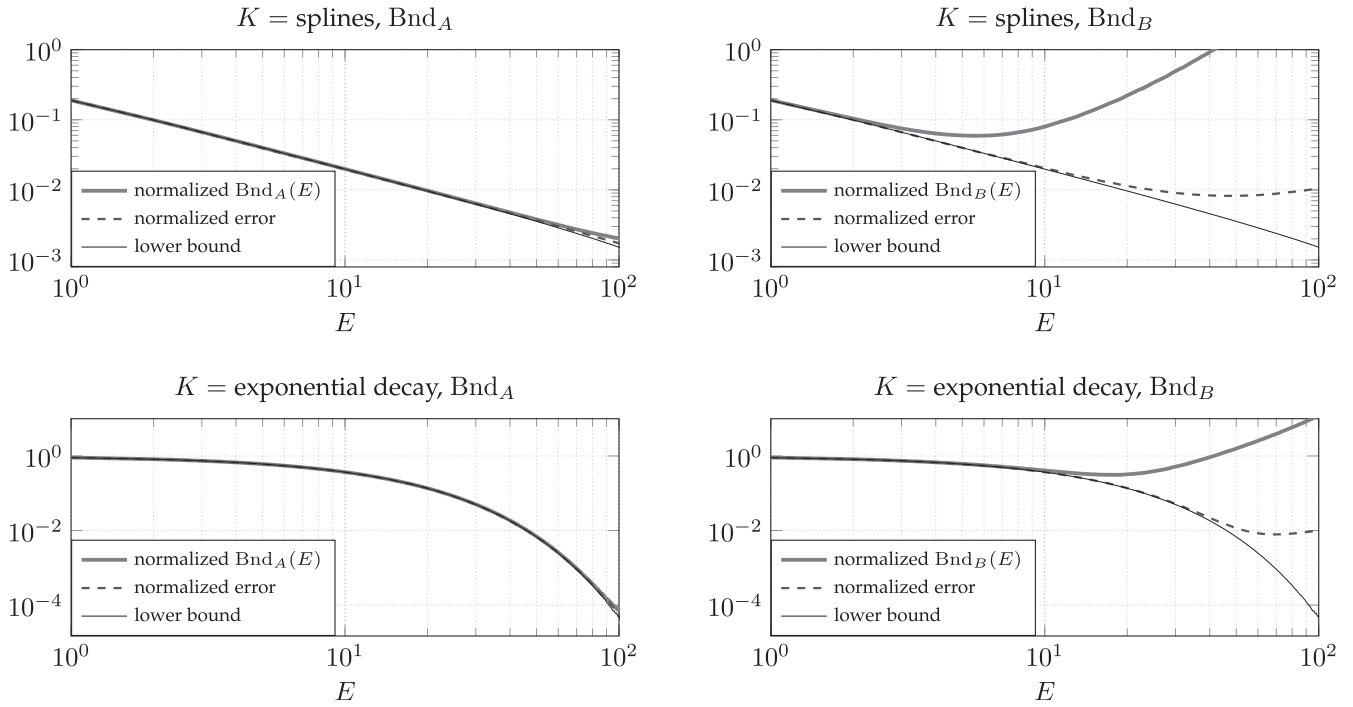 K = splines, Bnd_A
10^0
10^-1
10^-2
10^-3
normalized Bnd_A(E)
normalized error
lower bound
10^0 10^1 10^2
E
K = splines, Bnd_B
10^0
10^-1
10^-2
10^-3
normalized Bnd_B(E)
normalized error
lower bound
10^0 10^1 10^2
E
K = exponential decay, Bnd_A
10^0
10^-2
10^-4
normalized Bnd_A(E)
normalized error
lower bound
10^0 10^1 10^2
E
K = exponential decay, Bnd_B
10^0
10^-2
10^-4
normalized Bnd_B(E)
normalized error
lower bound
10^0 10^1 10^2
E